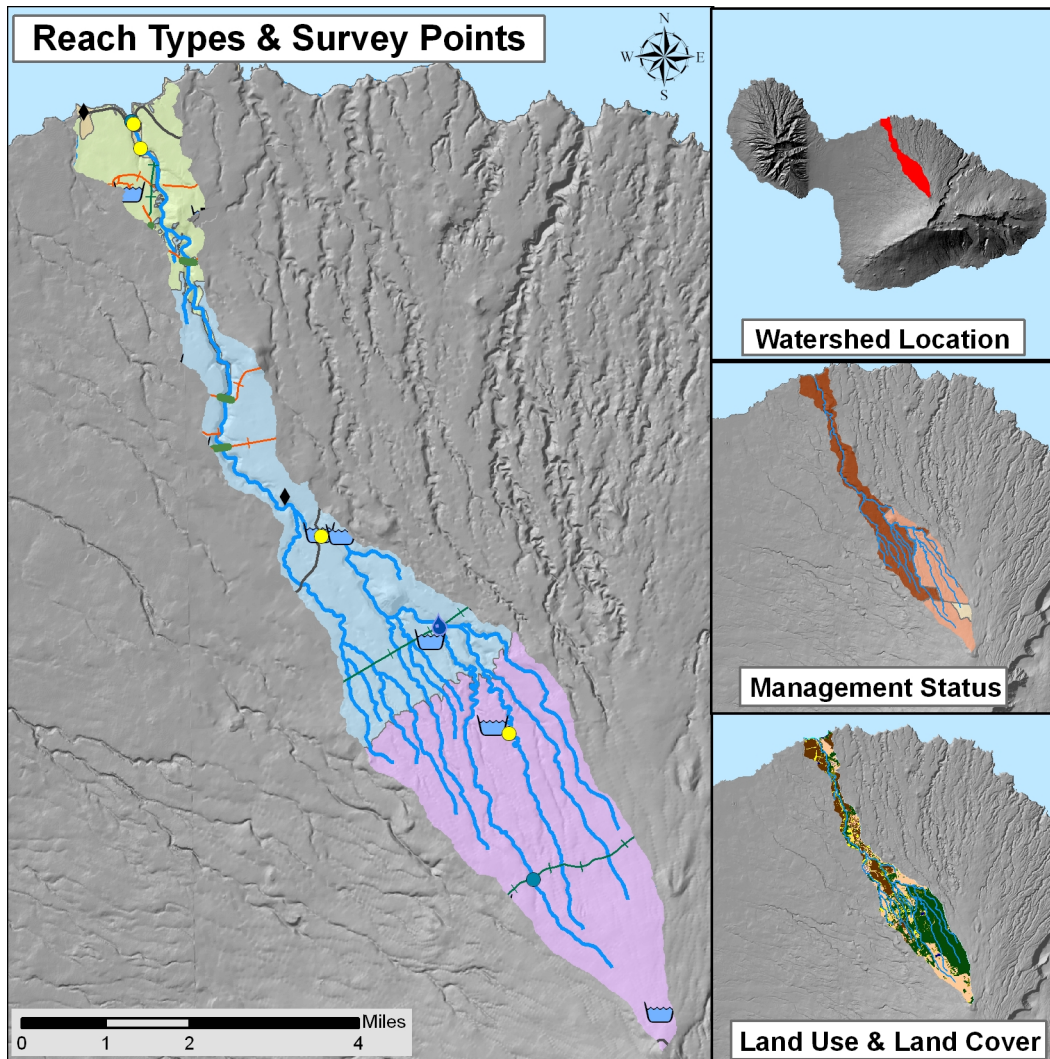 Reach Types & Survey Points
N
W E
S
Miles
0 1 2 4
Watershed Location
Management Status
Land Use & Land Cover